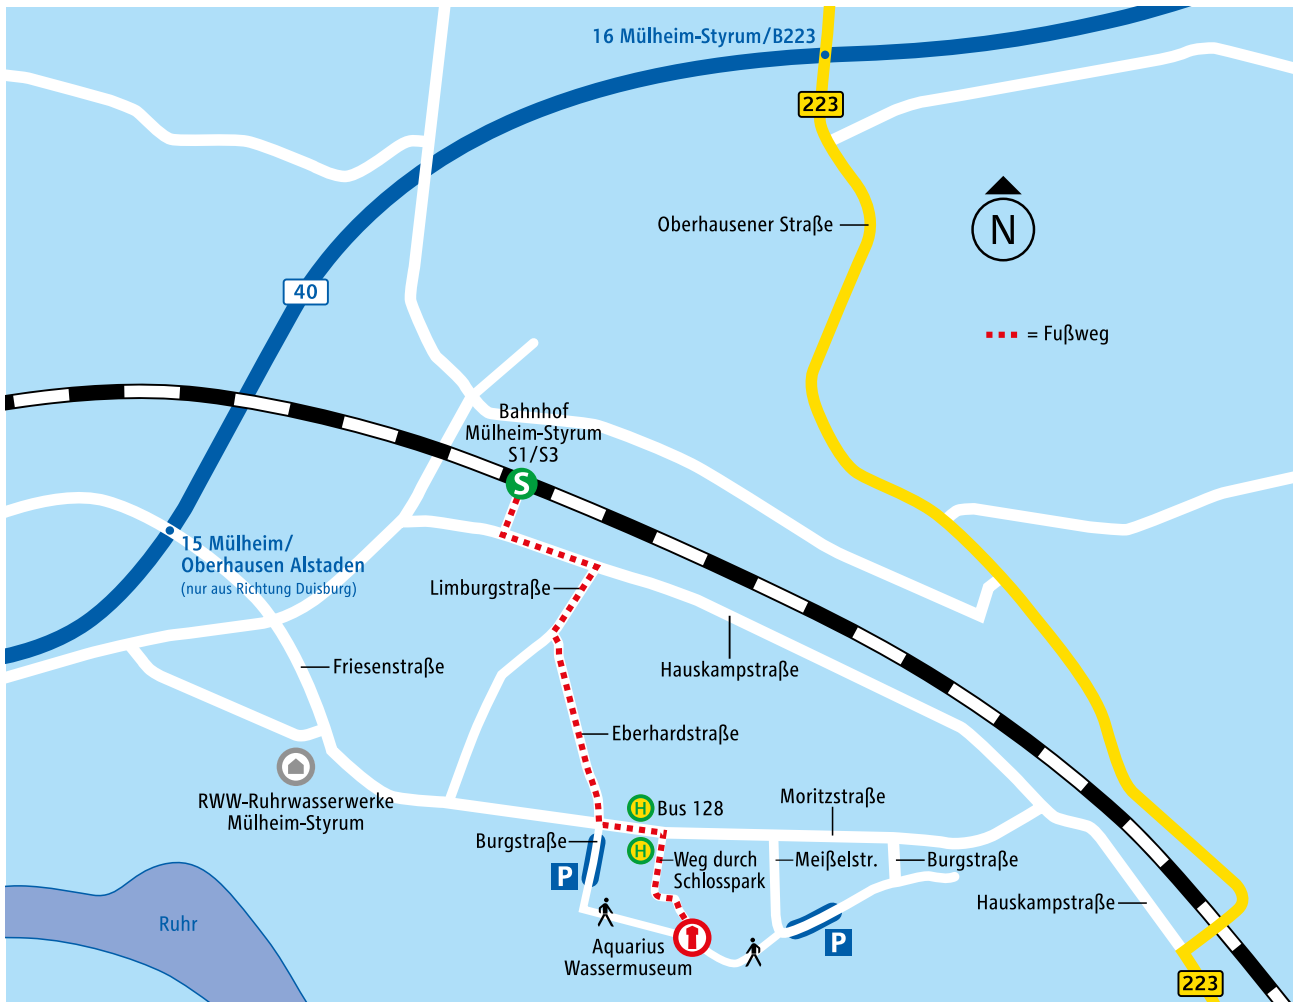 16 Mülheim-Styrum/B223
223
Oberhausener Straße
N
40
= Fußweg
Bahnhof
Mülheim-Styrum
S1/S3
S
15 Mülheim/
Oberhausen Alstaden
(nur aus Richtung Duisburg)
Limburgstraße
Friesenstraße
Hauskampstraße
Eberhardstraße
RWW-Ruhrwasserwerke
Mülheim-Styrum
H Bus 128
Moritzstraße
Burgstraße
H
Weg durch
Schlosspark
Meißelstr.
Burgstraße
P
Hauskampstraße
Ruhr
Aquarius
Wassermuseum
P
223